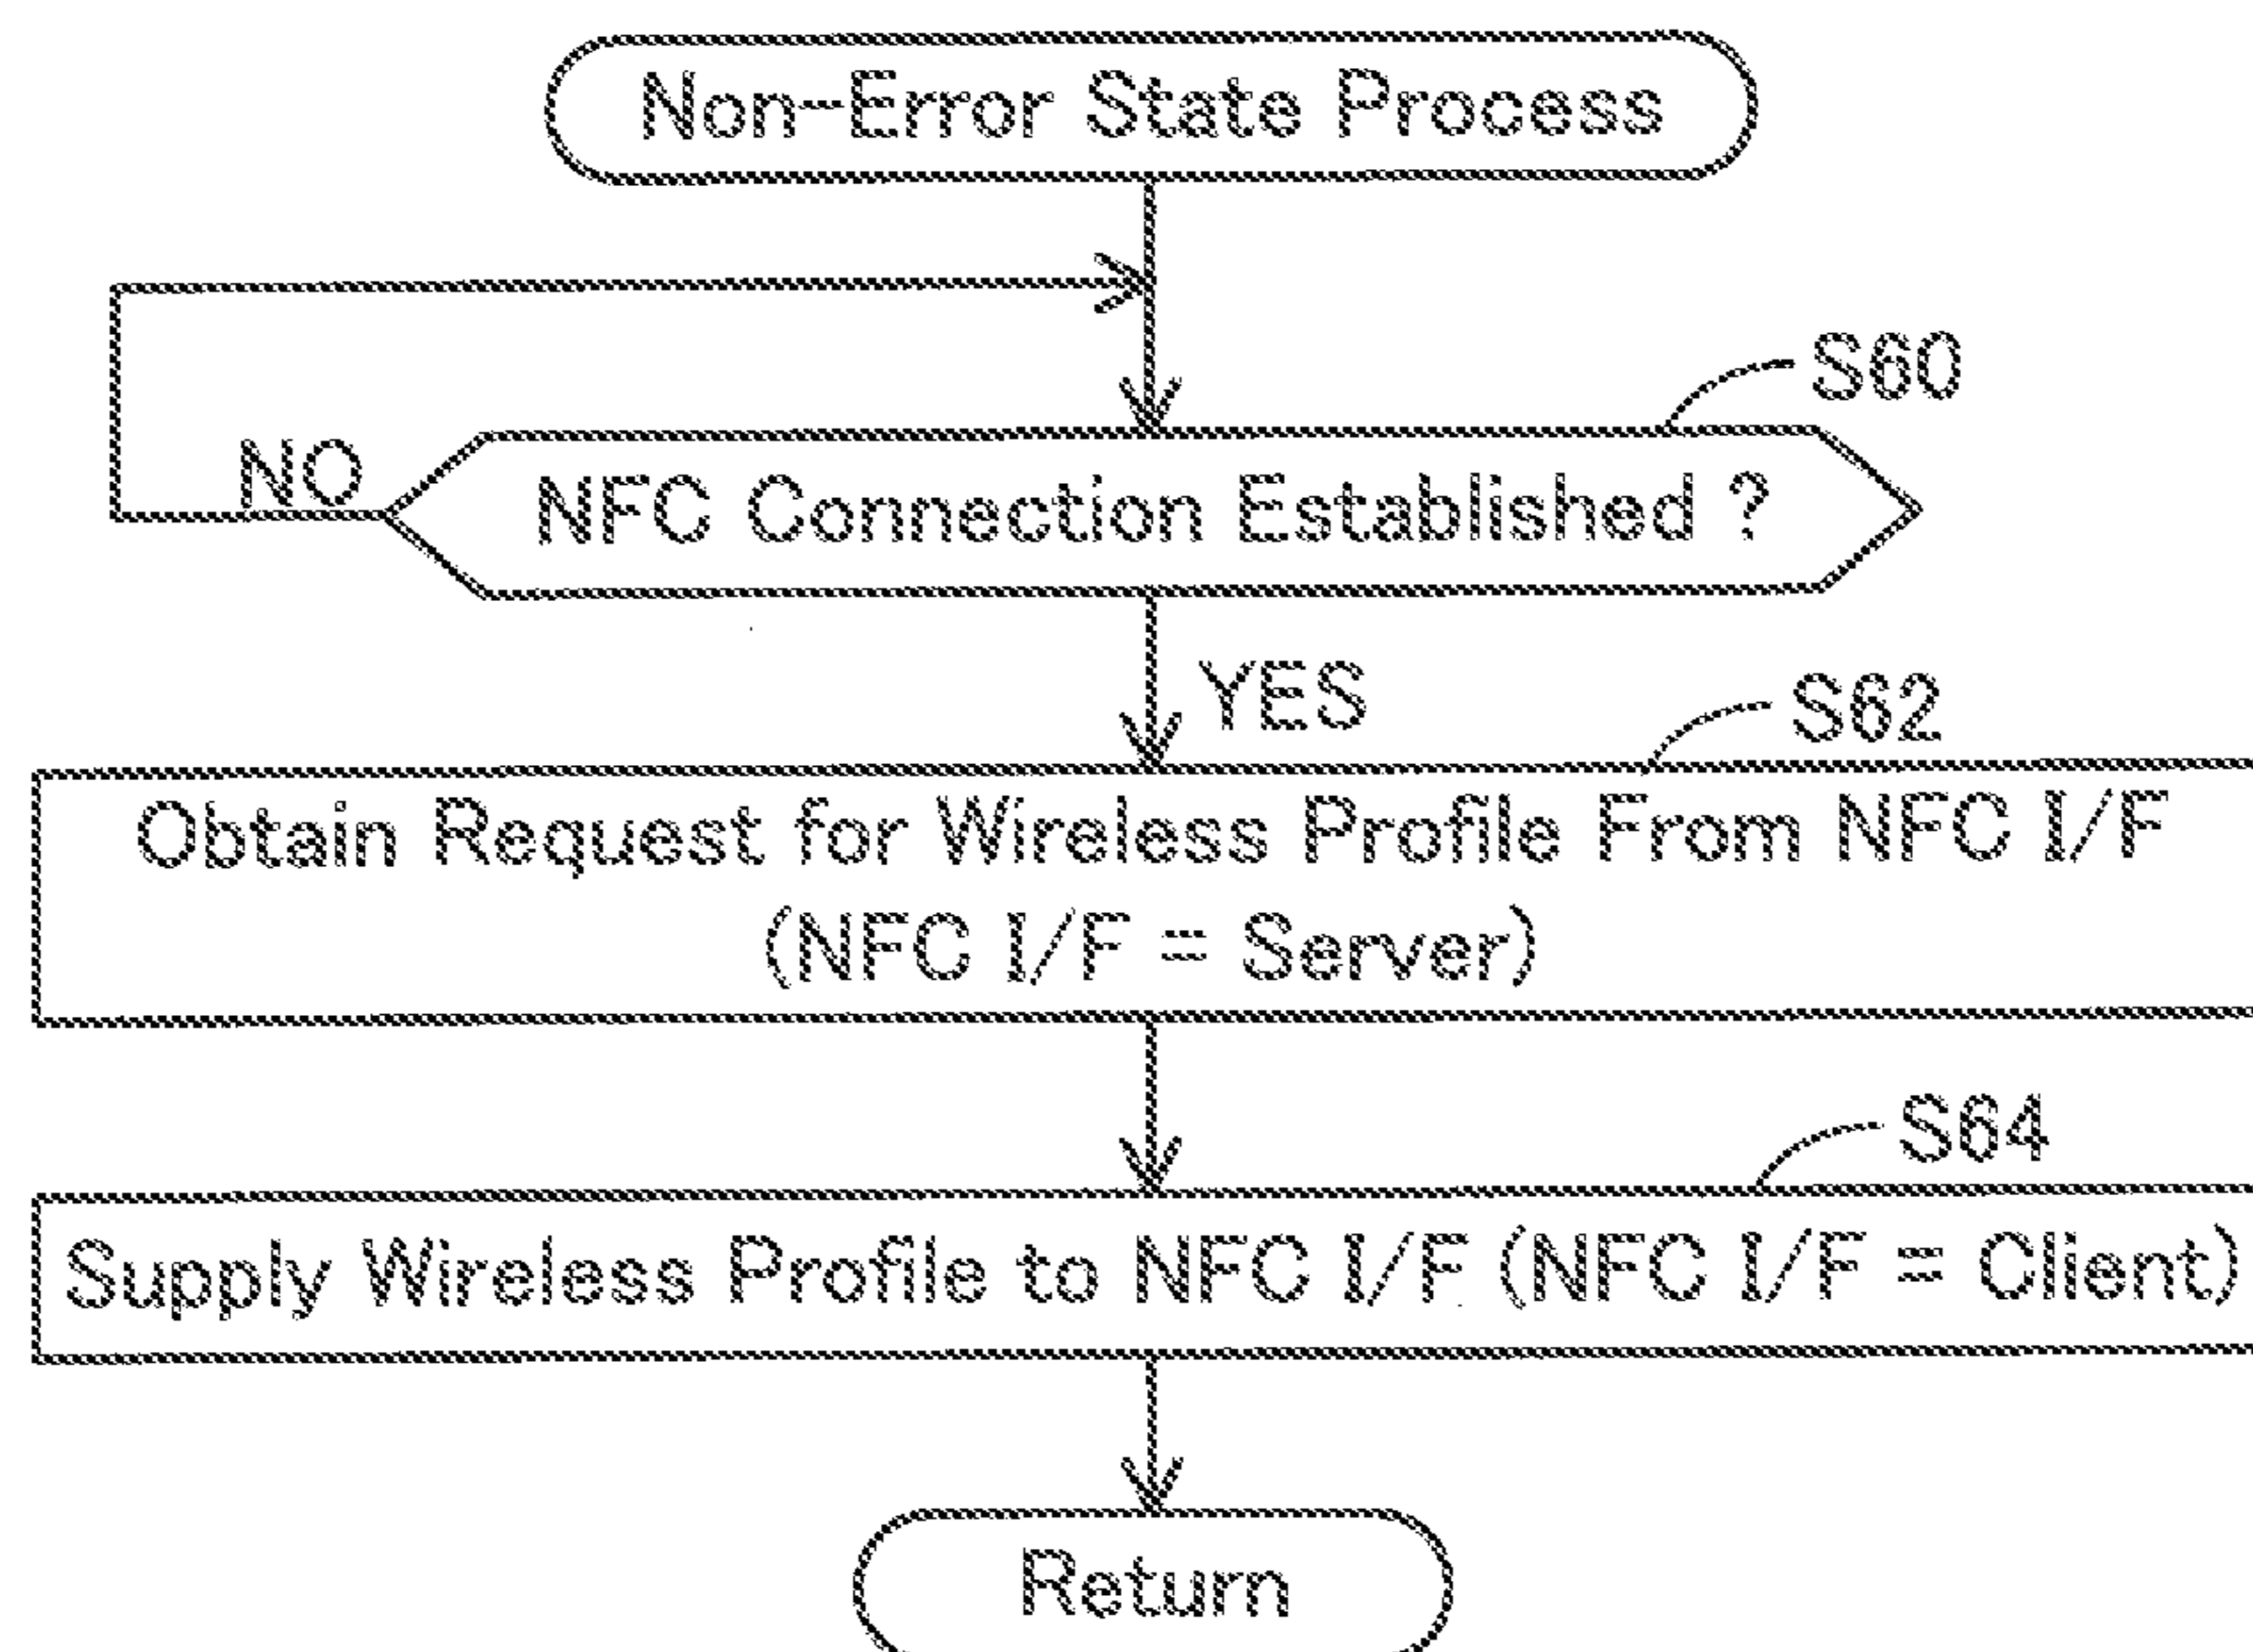 Non-Error State Process
S60
NO
NFC Connection Established ?
YES
S62
Obtain Request for Wireless Profile From NFC I/F
(NFC I/F = Server)
S64
Supply Wireless Profile to NFC I/F (NFC I/F = Client)
Return